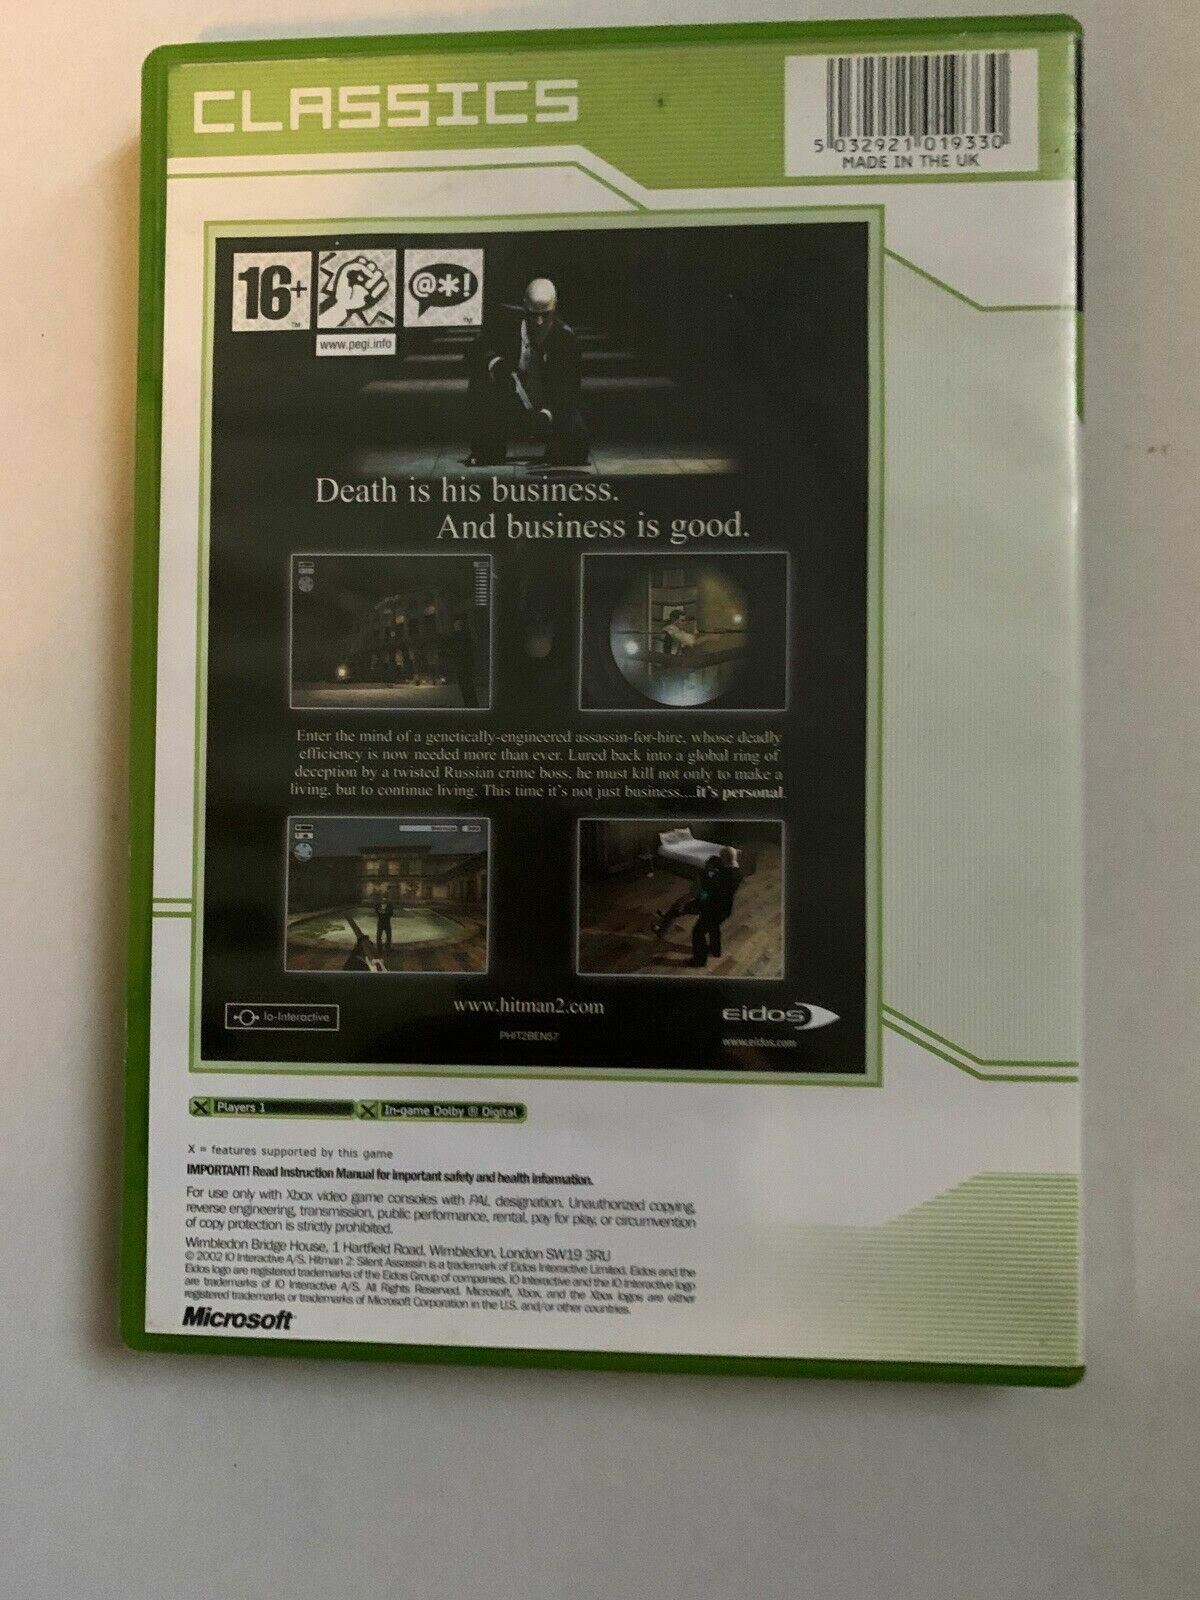 CLASSICS
5 032921 019330
MADE IN THE UK
16+
™
@*!
™
www.pegi.info
Death is his business.
And business is good.
Enter the mind of a genetically-engineered assassin-for-hire, whose deadly
efficiency is now needed more than ever. Lured back into a global ring of
deception by a twisted Russian crime boss, he must kill not only to make a
living, but to continue living. This time it's not just business....it's personal.
Io-Interactive
www.hitman2.com
PHIT2BEN57
eidos
www.eidos.com
X Players 1
X In-game Dolby ® Digital
X = features supported by this game
IMPORTANT! Read Instruction Manual for important safety and health information.
For use only with Xbox video game consoles with PAL designation. Unauthorized copying,
reverse engineering, transmission, public performance, rental, pay for play, or circumvention
of copy protection is strictly prohibited.
Wimbledon Bridge House, 1 Hartfield Road, Wimbledon, London SW19 3RU
© 2002 IO Interactive A/S. Hitman 2: Silent Assassin is a trademark of Eidos Interactive Limited. Eidos and the
Eidos logo are registered trademarks of the Eidos Group of companies. IO Interactive and the IO Interactive logo
are trademarks of IO Interactive A/S. All Rights Reserved. Microsoft, Xbox, and the Xbox logos are either
registered trademarks or trademarks of Microsoft Corporation in the U.S. and/or other countries.
Microsoft